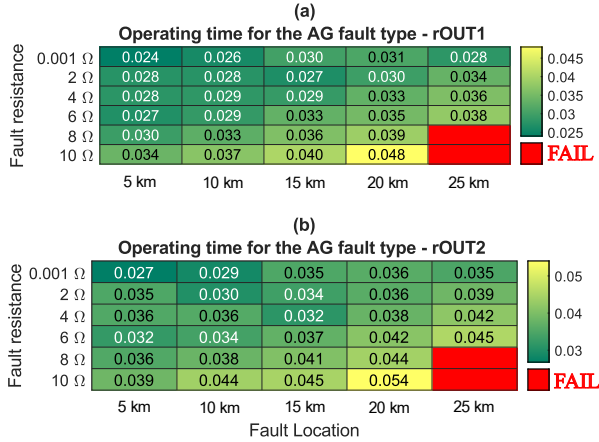 (a)
Operating time for the AG fault type - rOUT1
Fault resistance
0.001 Ω 0.024 0.026 0.030 0.031 0.028
2 Ω 0.028 0.028 0.027 0.030 0.034
4 Ω 0.028 0.029 0.029 0.033 0.036
6 Ω 0.027 0.029 0.033 0.035 0.038
8 Ω 0.030 0.033 0.036 0.039
10 Ω 0.034 0.037 0.040 0.048
5 km 10 km 15 km 20 km 25 km
0.045
0.04
0.035
0.03
0.025
FAIL
(b)
Operating time for the AG fault type - rOUT2
Fault resistance
0.001 Ω 0.027 0.029 0.035 0.036 0.035
2 Ω 0.035 0.030 0.034 0.036 0.039
4 Ω 0.036 0.036 0.032 0.038 0.042
6 Ω 0.032 0.034 0.037 0.042 0.045
8 Ω 0.036 0.038 0.041 0.044
10 Ω 0.039 0.044 0.045 0.054
5 km 10 km 15 km 20 km 25 km
0.05
0.04
0.03
FAIL
Fault Location